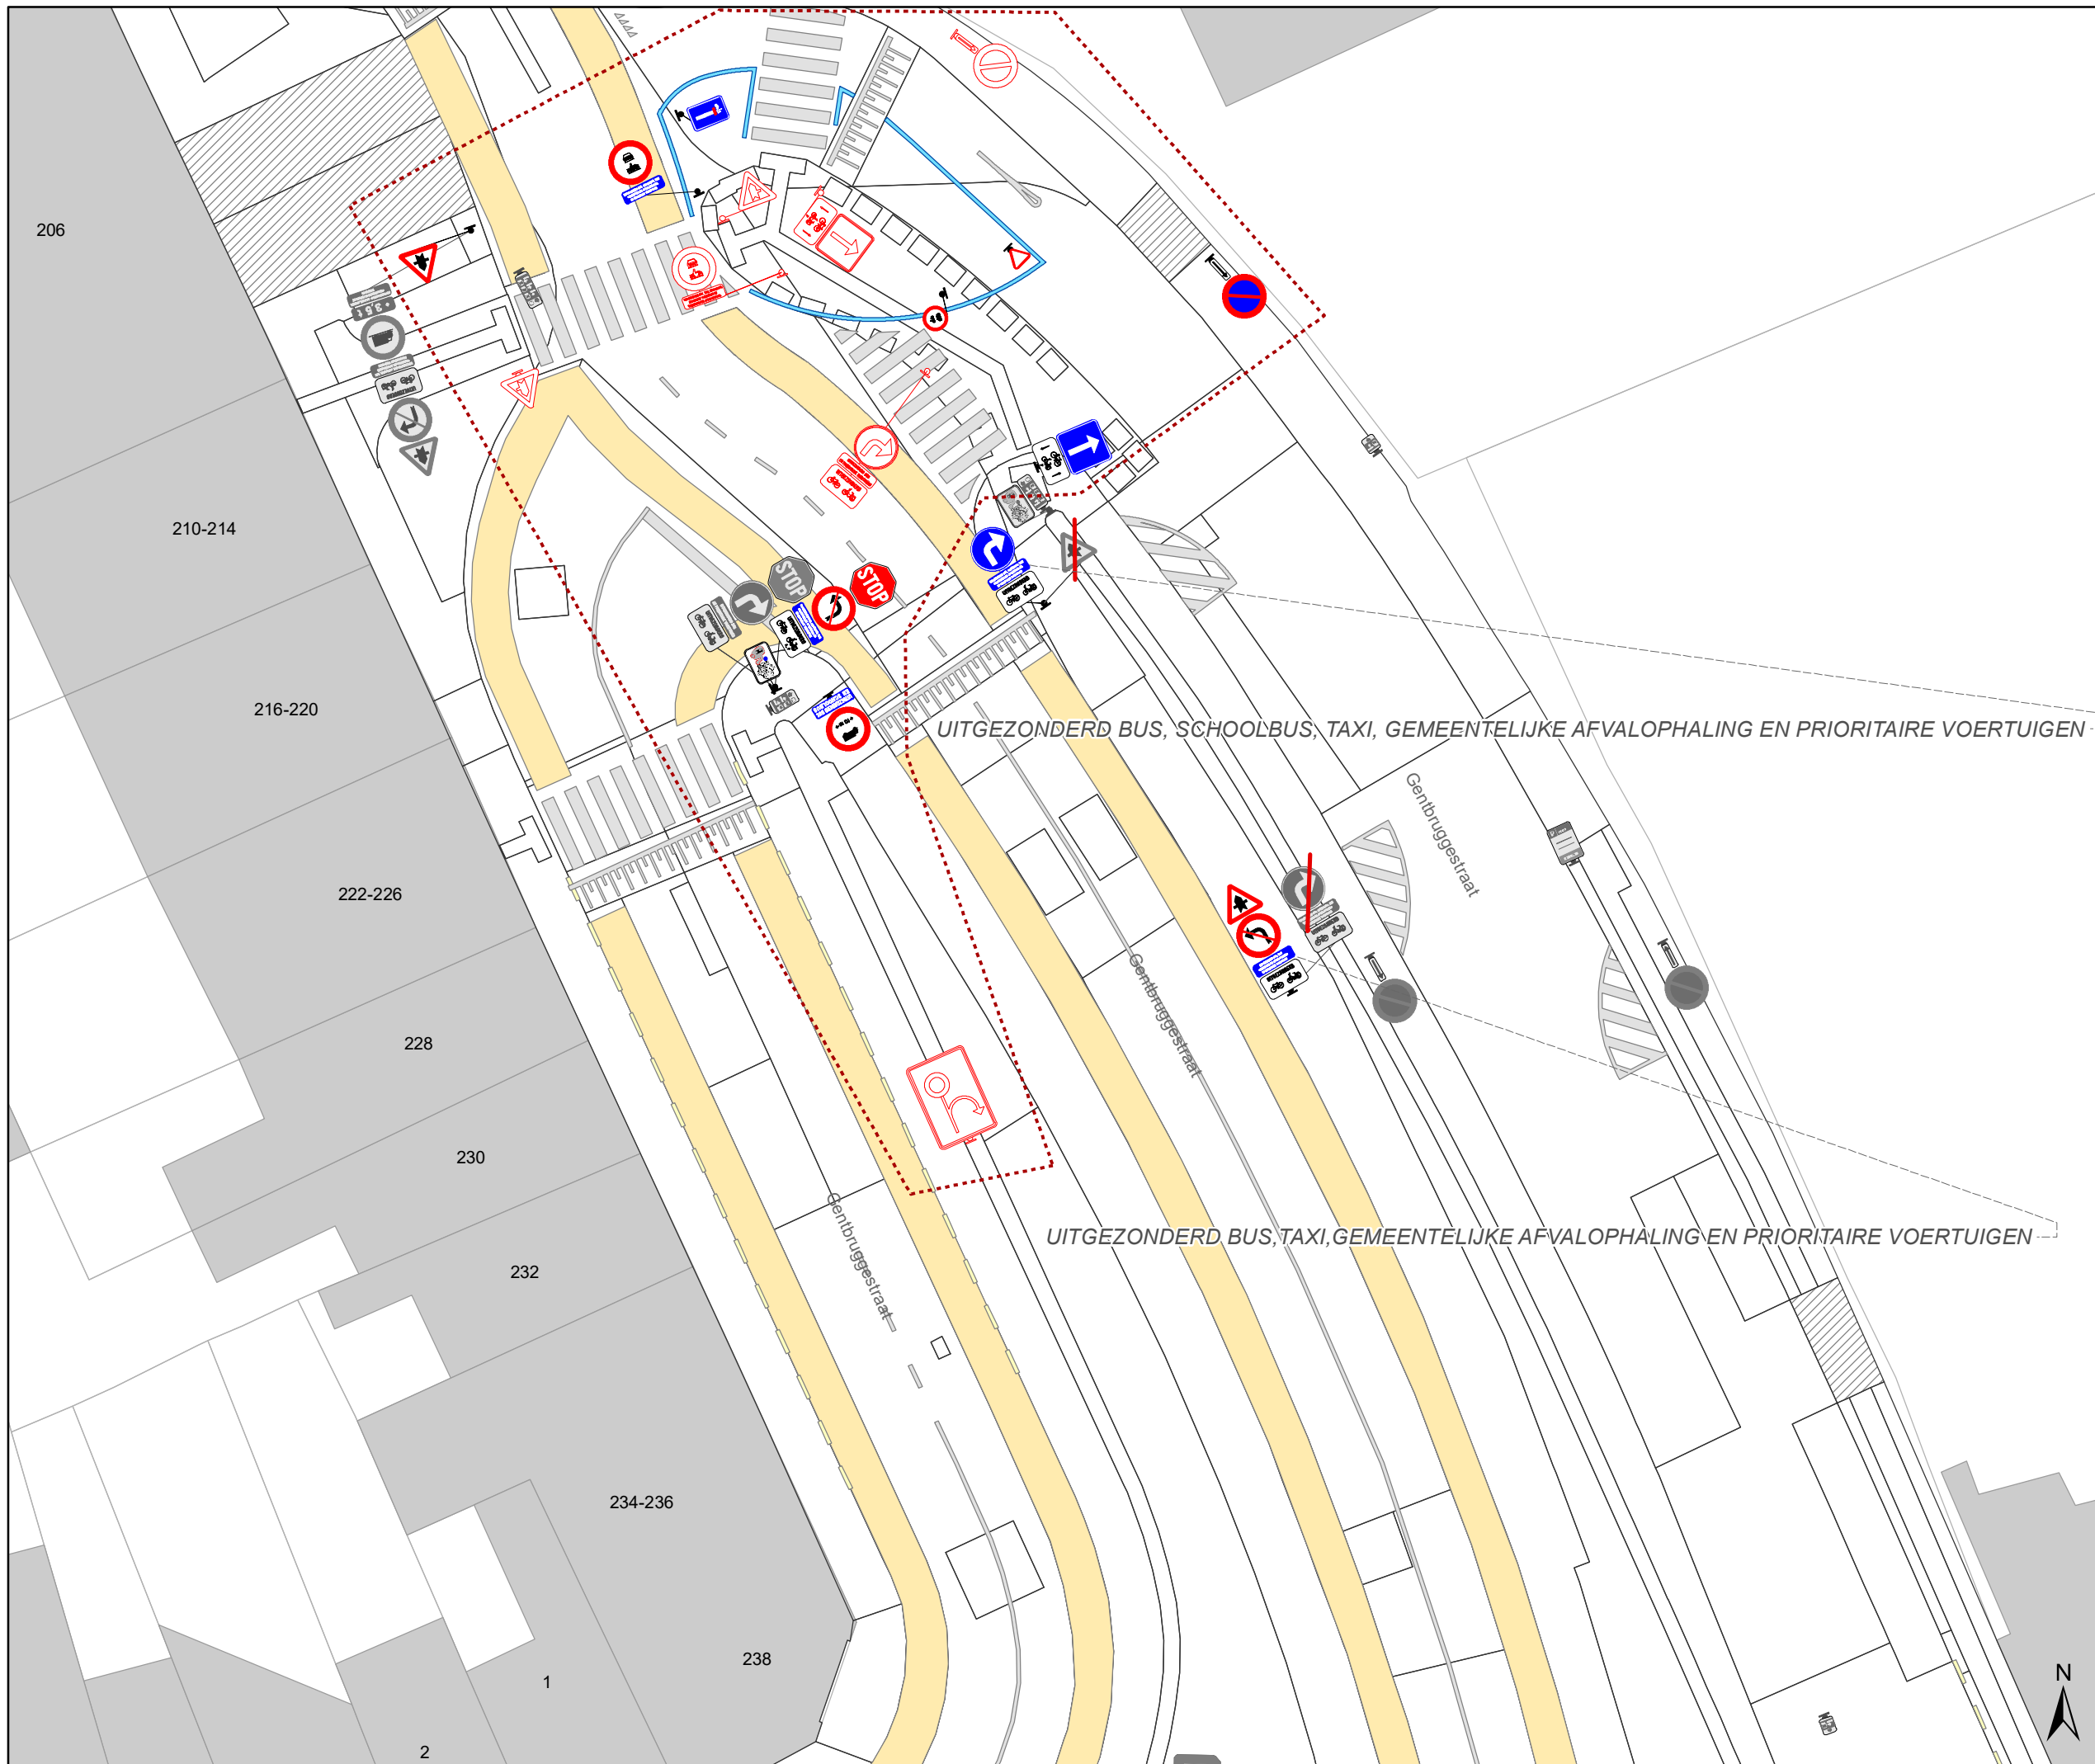 206
210-214
216-220
STOP
STOP
UITGEZONDERD BUS, SCHOOLBUS, TAXI, GEMEENTELIJKE AFVALOPHALING EN PRIORITAIRE VOERTUIGEN
Gentbruggestraat
222-226
Gentbruggestraat
228
230
UITGEZONDERD BUS,TAXI,GEMEENTELIJKE AFVALOPHALING EN PRIORITAIRE VOERTUIGEN
Gentbruggestraat
232
234-236
238
1
2
N